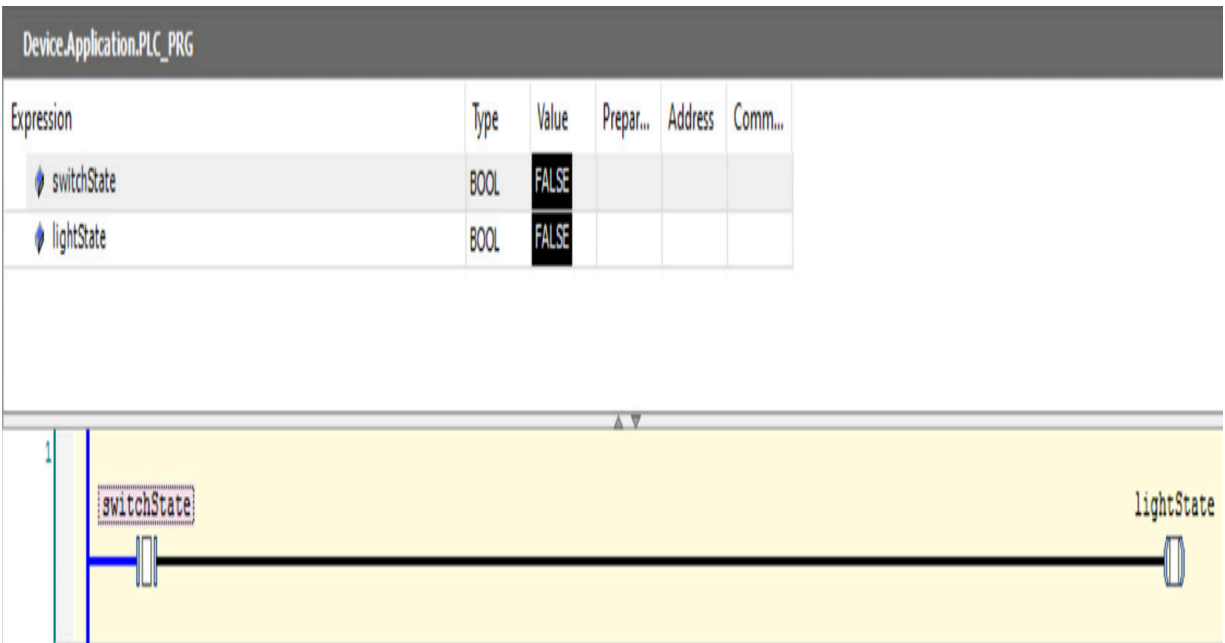 Device.Application.PLC_PRG
Expression Type Value Prepar... Address Comm...
switchState BOOL FALSE
lightState BOOL FALSE
1
switchState lightState